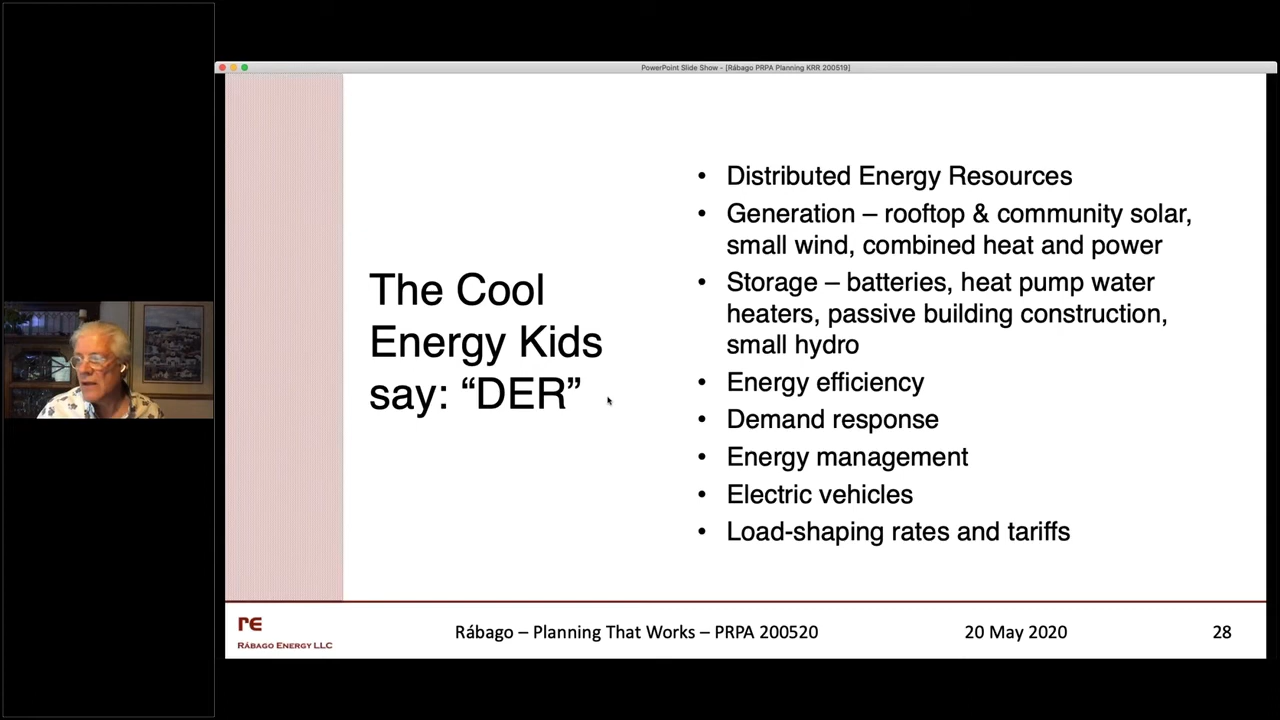 PowerPoint Slide Show - [Rábago PRPA Planning KRR 200519]
The Cool
Energy Kids
say: “DER”
• Distributed Energy Resources
• Generation – rooftop & community solar,
small wind, combined heat and power
• Storage – batteries, heat pump water
heaters, passive building construction,
small hydro
• Energy efficiency
• Demand response
• Energy management
• Electric vehicles
• Load-shaping rates and tariffs
re
RÁBAGO ENERGY LLC
Rábago – Planning That Works – PRPA 200520
20 May 2020
28